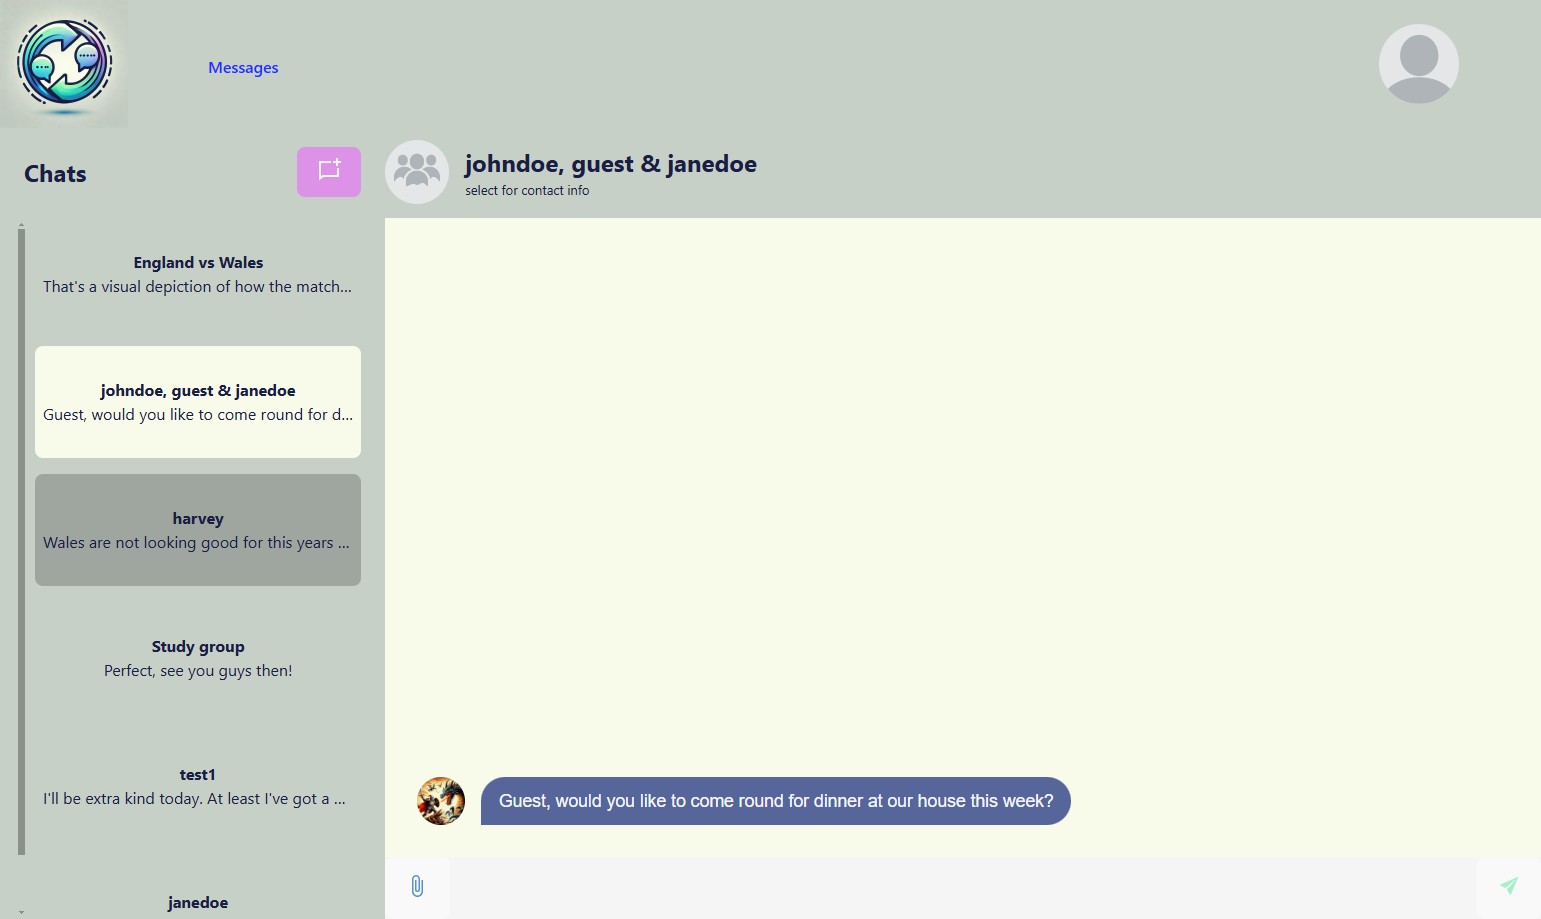 Messages
Chats
johndoe, guest & janedoe
select for contact info
England vs Wales
That's a visual depiction of how the match...
johndoe, guest & janedoe
Guest, would you like to come round for d...
harvey
Wales are not looking good for this years ...
Study group
Perfect, see you guys then!
test1
I'll be extra kind today. At least I've got a ...
janedoe
Guest, would you like to come round for dinner at our house this week?